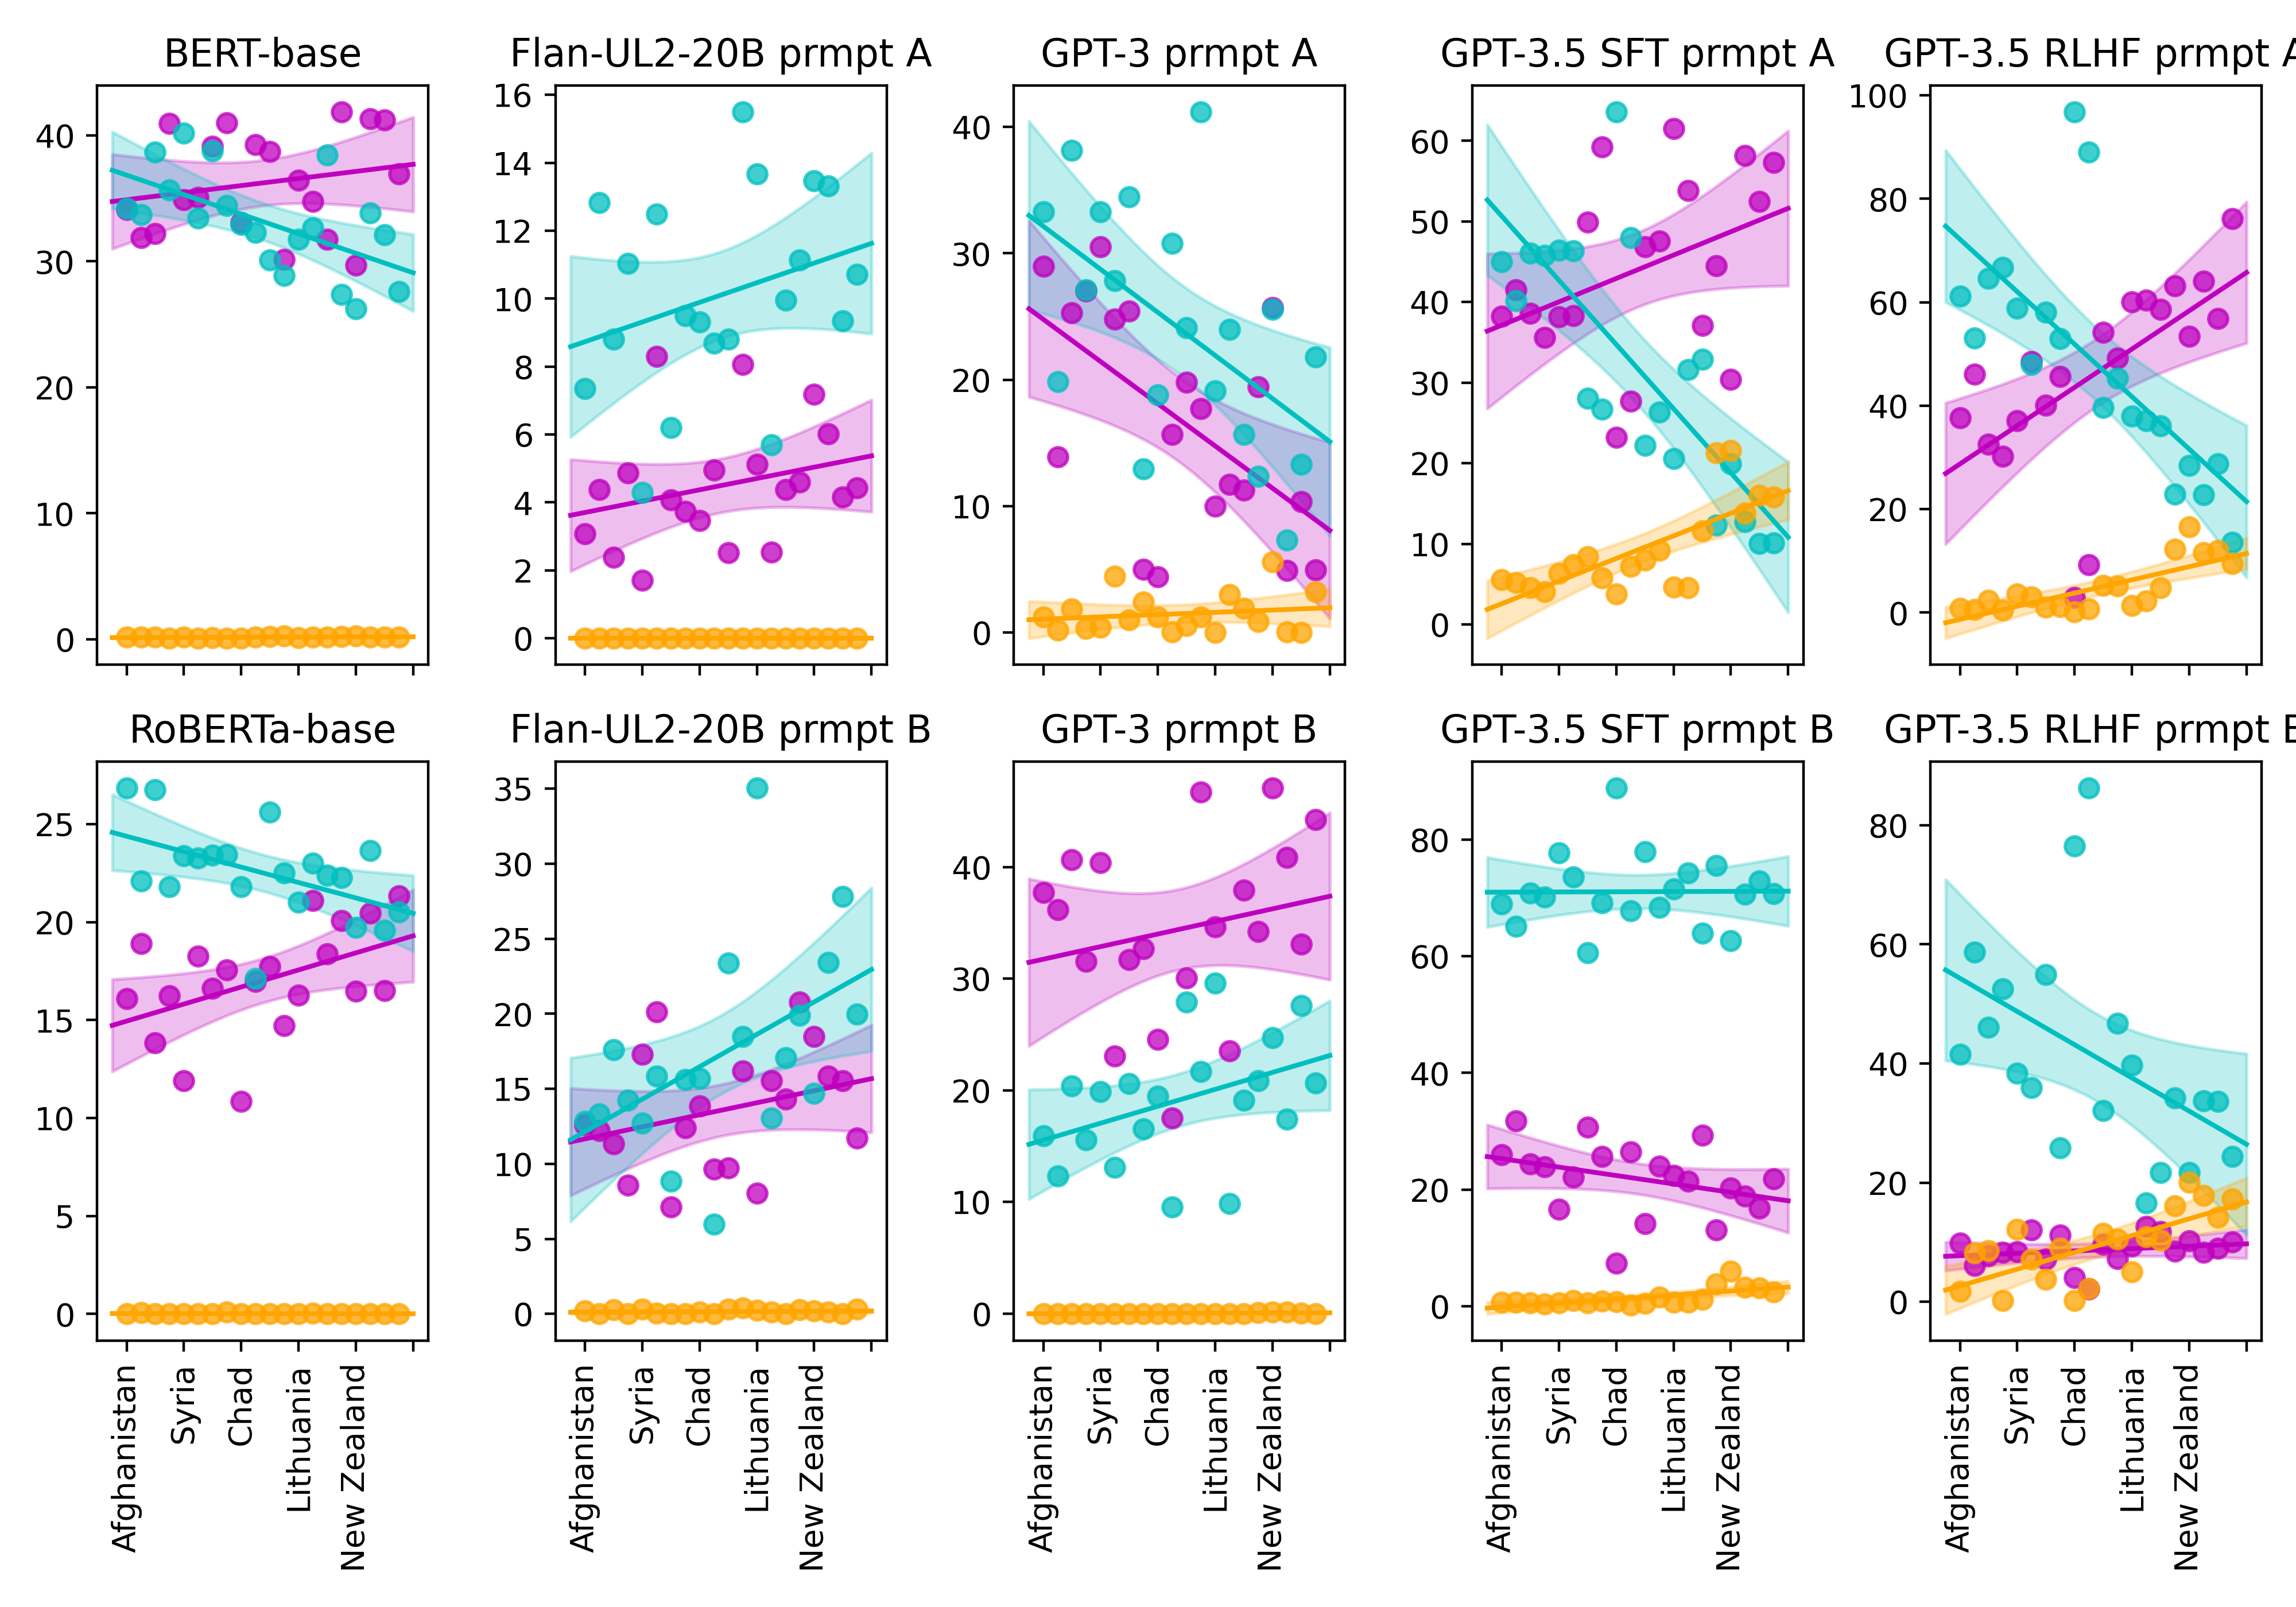 BERT-base
Flan-UL2-20B prmpt A
GPT-3 prmpt A
GPT-3.5 SFT prmpt A
GPT-3.5 RLHF prmpt A
40
30
20
10
0
16
14
12
10
8
6
4
2
0
40
30
20
10
0
60
50
40
30
20
10
0
100
80
60
40
20
0
RoBERTa-base
Flan-UL2-20B prmpt B
GPT-3 prmpt B
GPT-3.5 SFT prmpt B
GPT-3.5 RLHF prmpt B
25
20
15
10
5
0
35
30
25
20
15
10
5
0
40
30
20
10
0
80
60
40
20
0
80
60
40
20
0
Afghanistan
Syria
Chad
Lithuania
New Zealand
Afghanistan
Syria
Chad
Lithuania
New Zealand
Afghanistan
Syria
Chad
Lithuania
New Zealand
Afghanistan
Syria
Chad
Lithuania
New Zealand
Afghanistan
Syria
Chad
Lithuania
New Zealand